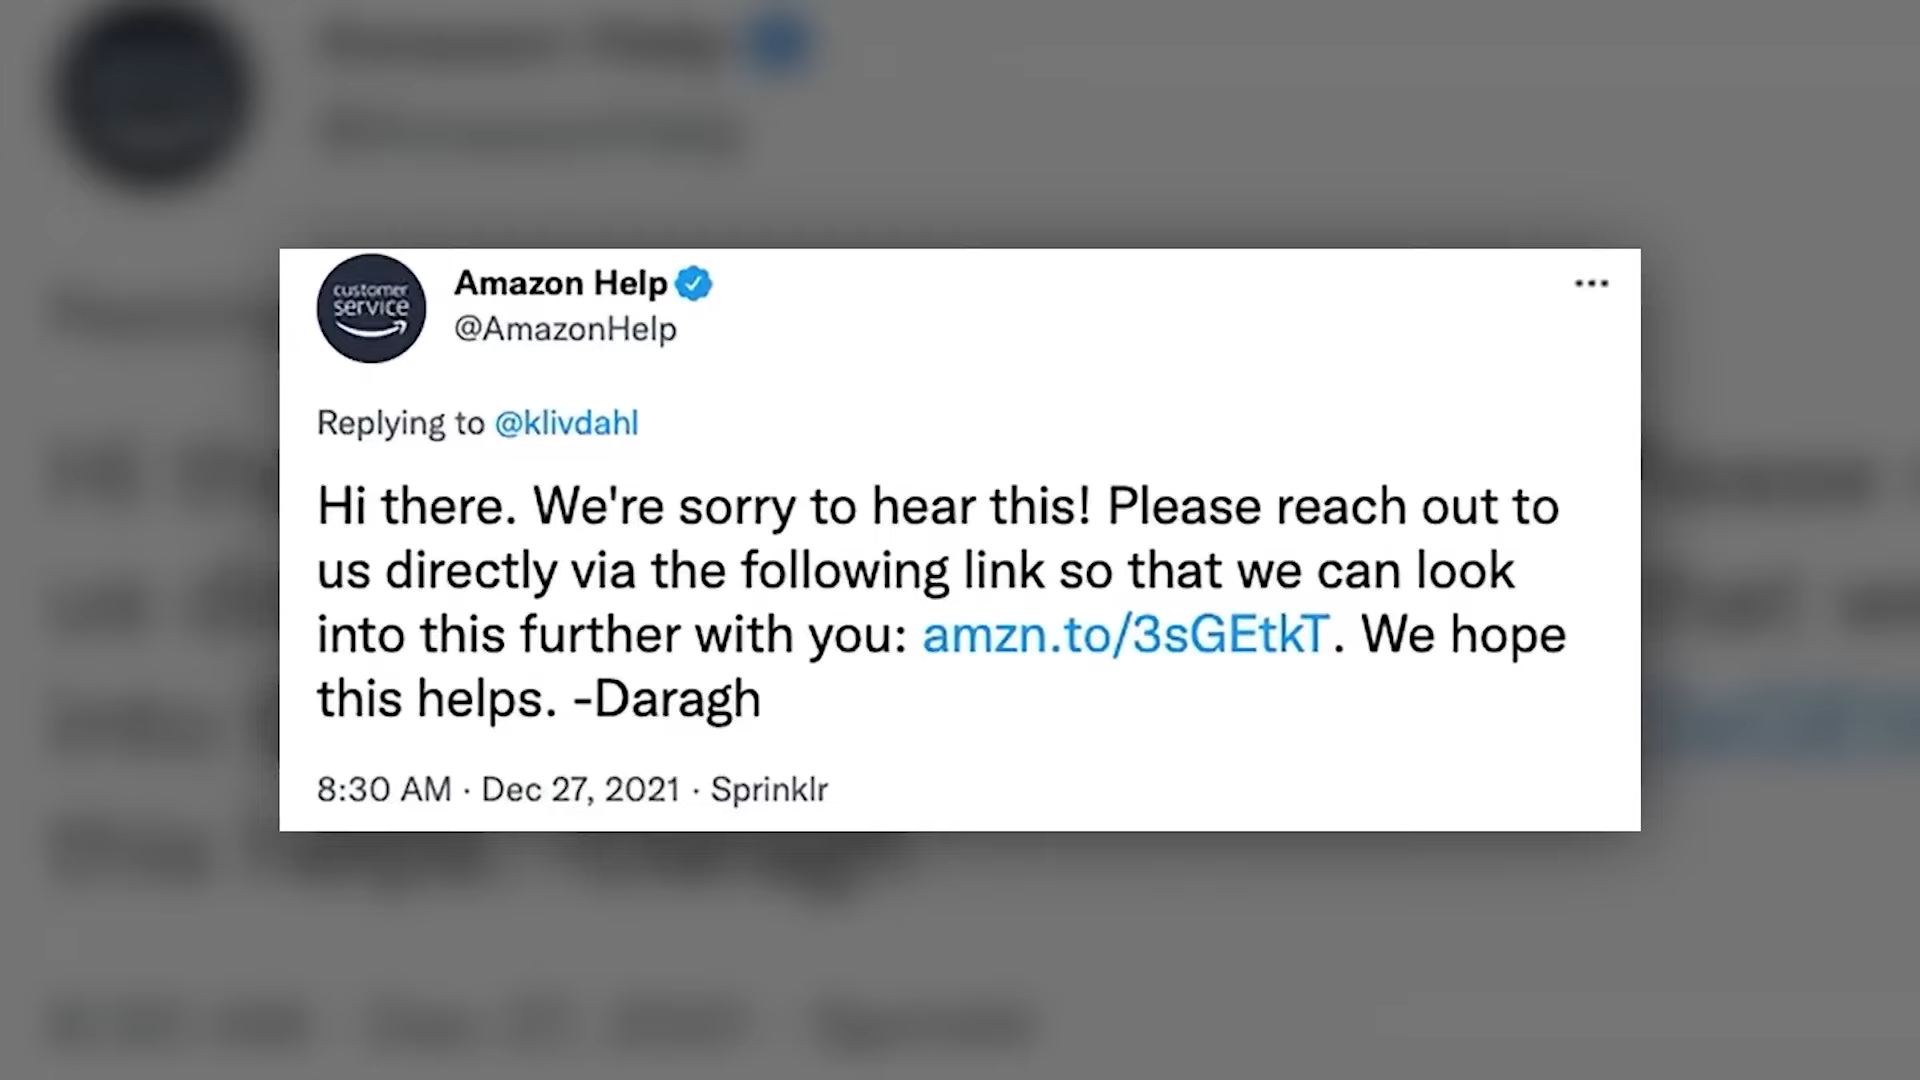 customer
service
Amazon Help
@AmazonHelp
Replying to @klivdahl
Hi there. We're sorry to hear this! Please reach out to
us directly via the following link so that we can look
into this further with you: amzn.to/3sGEtkT. We hope
this helps. -Daragh
8:30 AM · Dec 27, 2021 · Sprinklr